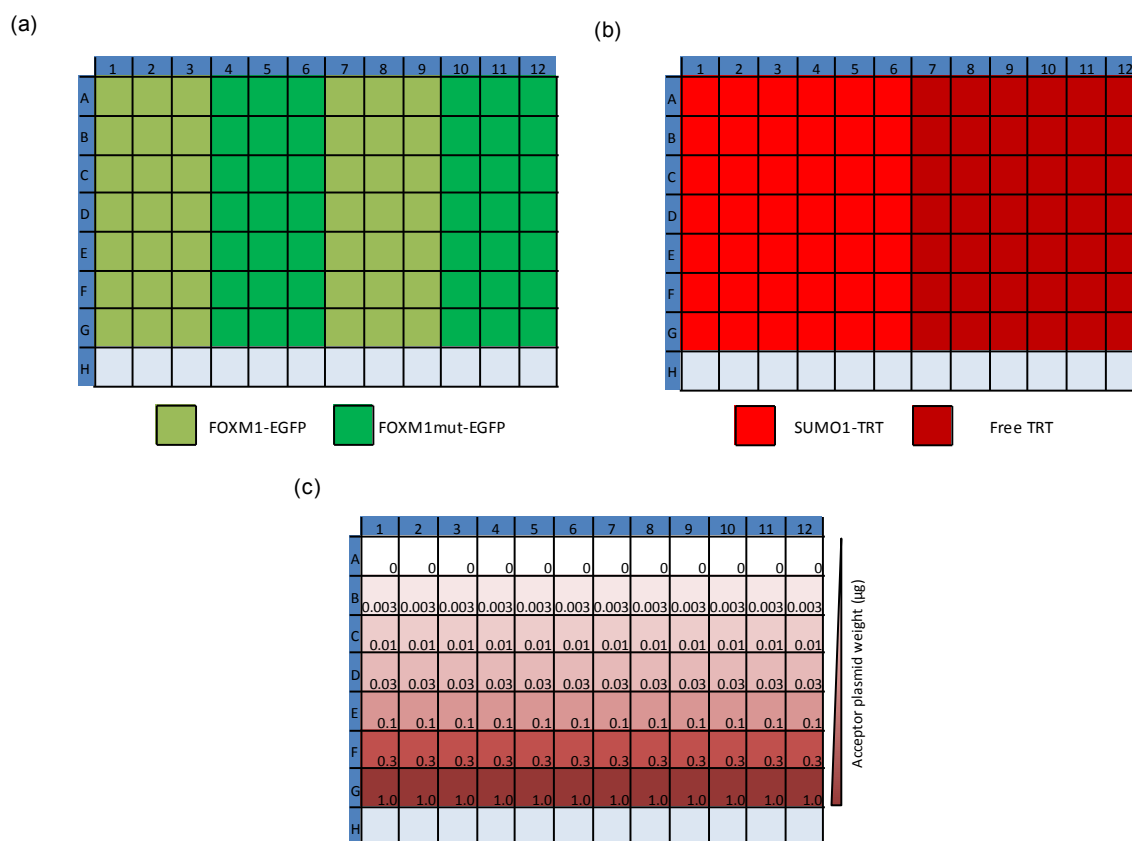 (a)
1 2 3 4 5 6 7 8 9 10 11 12
A
B
C
D
E
F
G
H
FOXM1-EGFP FOXM1mut-EGFP
(b)
1 2 3 4 5 6 7 8 9 10 11 12
A
B
C
D
E
F
G
H
SUMO1-TRT Free TRT
(c)
1 2 3 4 5 6 7 8 9 10 11 12
A 0 0 0 0 0 0 0 0 0 0 0 0
B 0.003 0.003 0.003 0.003 0.003 0.003 0.003 0.003 0.003 0.003 0.003 0.003
C 0.01 0.01 0.01 0.01 0.01 0.01 0.01 0.01 0.01 0.01 0.01 0.01
D 0.03 0.03 0.03 0.03 0.03 0.03 0.03 0.03 0.03 0.03 0.03 0.03
E 0.1 0.1 0.1 0.1 0.1 0.1 0.1 0.1 0.1 0.1 0.1 0.1
F 0.3 0.3 0.3 0.3 0.3 0.3 0.3 0.3 0.3 0.3 0.3 0.3
G 1.0 1.0 1.0 1.0 1.0 1.0 1.0 1.0 1.0 1.0 1.0 1.0
H
Acceptor plasmid weight (µg)